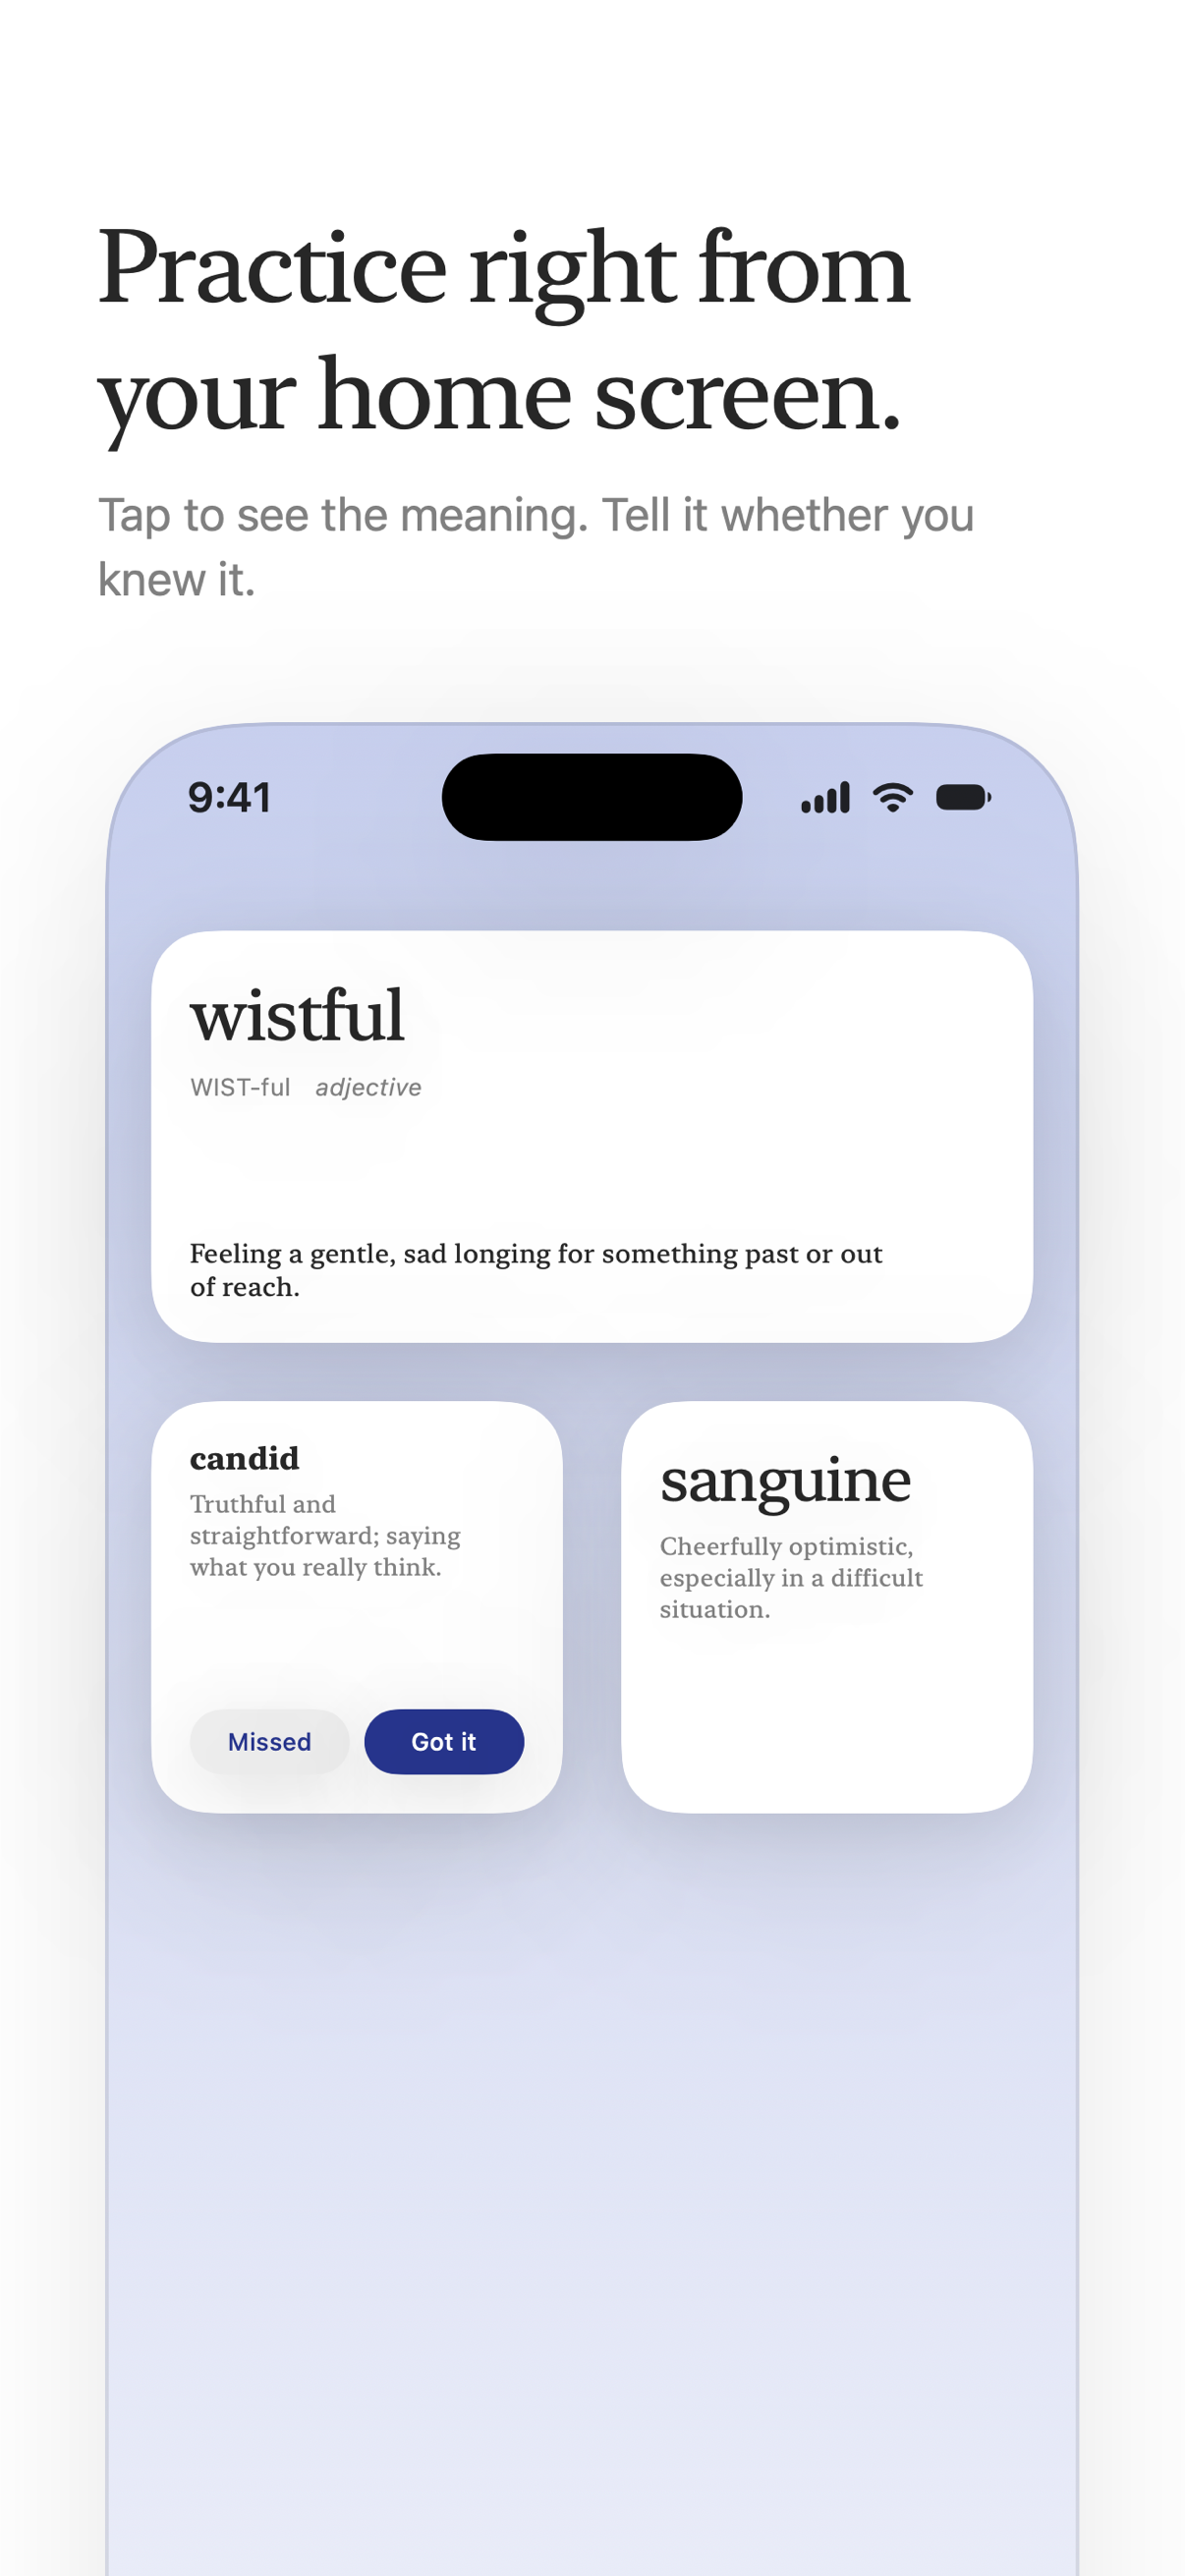 Practice right from
your home screen.
Tap to see the meaning. Tell it whether you
knew it.
9:41
wistful
WIST-ful adjective
Feeling a gentle, sad longing for something past or out
of reach.
candid
Truthful and
straightforward; saying
what you really think.
Missed Got it
sanguine
Cheerfully optimistic,
especially in a difficult
situation.